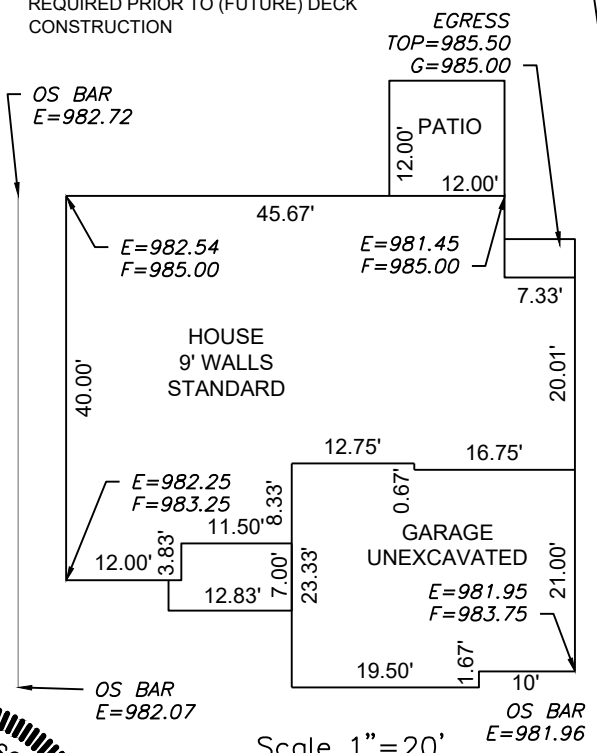 REQUIRED PRIOR TO (FUTURE) DECK
CONSTRUCTION
EGRESS
TOP=985.50
G=985.00
OS BAR
E=982.72
PATIO
12.00'
12.00'
45.67'
E=982.54
F=985.00
E=981.45
F=985.00
7.33'
HOUSE
9' WALLS
STANDARD
40.00'
20.01'
12.75'
16.75'
E=982.25
F=983.25
8.33'
0.67'
11.50'
GARAGE
UNEXCAVATED
12.00'
3.83'
7.00'
23.33'
21.00'
12.83'
E=981.95
F=983.75
19.50'
1.67'
10'
OS BAR
E=982.07
OS BAR
E=981.96
Scale 1"=20'